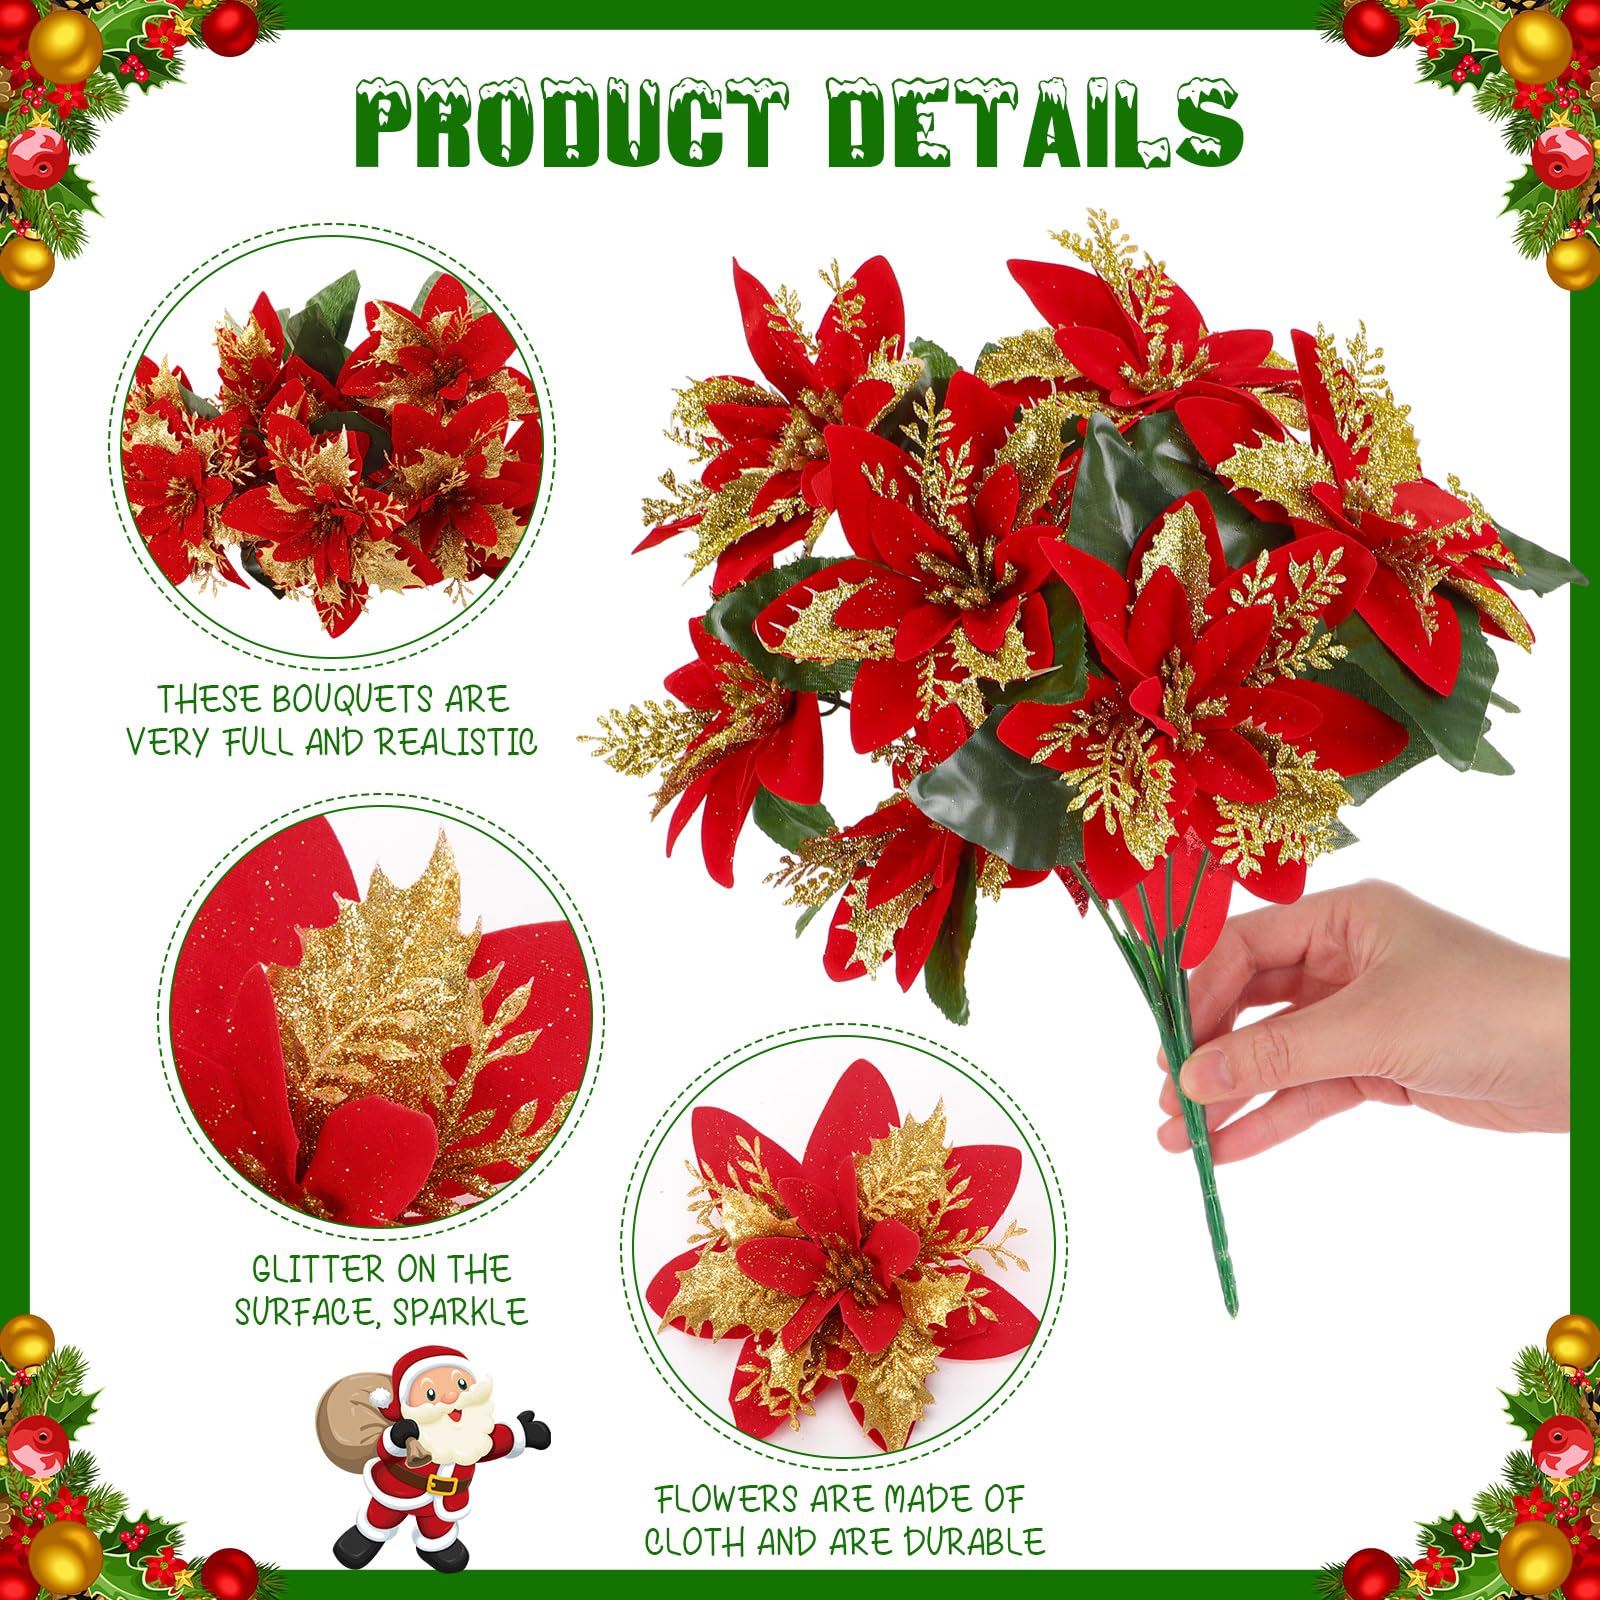 PRODUCT DETAILS
THESE BOUQUETS ARE
VERY FULL AND REALISTIC
GLITTER ON THE
SURFACE, SPARKLE
FLOWERS ARE MADE OF
CLOTH AND ARE DURABLE